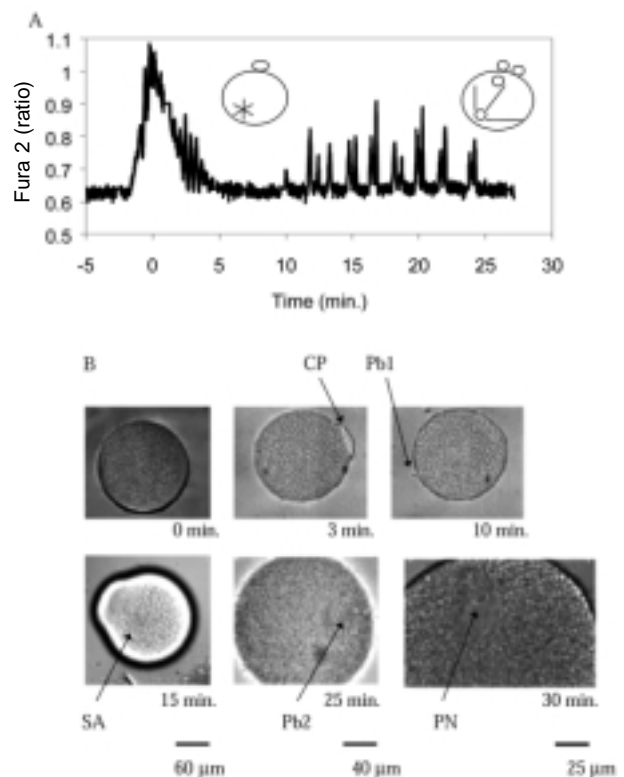 A
1.1
1
0.9
0.8
0.7
0.6
0.5
Fura 2 (ratio)
-5 0 5 10 15 20 25 30
Time (min.)
B
CP Pb1
0 min. 3 min. 10 min.
15 min. 25 min. 30 min.
SA Pb2 PN
60 µm 40 µm 25 µm